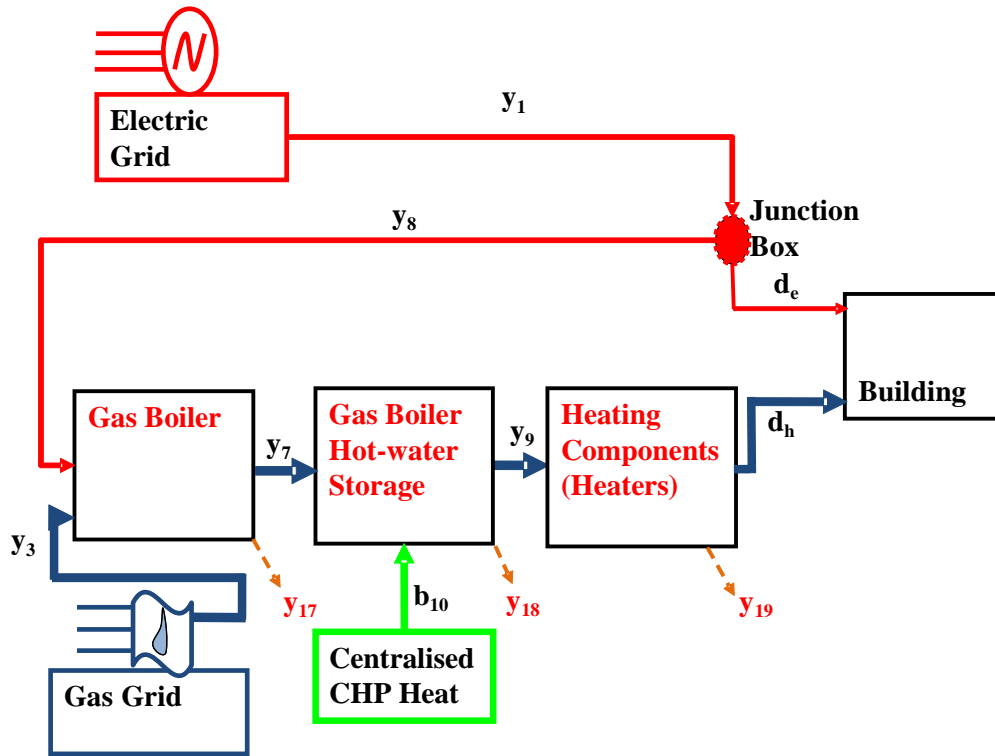 Electric
Grid
y₁
Junction
Box
y₈
dₑ
Building
Gas Boiler
y₇
Gas Boiler
Hot-water
Storage
y₉
Heating
Components
(Heaters)
dₕ
y₃
y₁₇
b₁₀
y₁₈
y₁₉
Gas Grid
Centralised
CHP Heat